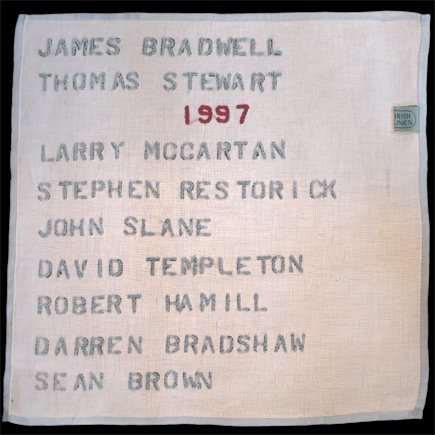 JAMES BRADWELL
THOMAS STEWART
1997
IRISH
LINEN
LARRY MCCARTAN
STEPHEN RESTORICK
JOHN SLANE
DAVID TEMPLETON
ROBERT HAMILL
DARREN BRADSHAW
SEAN BROWN